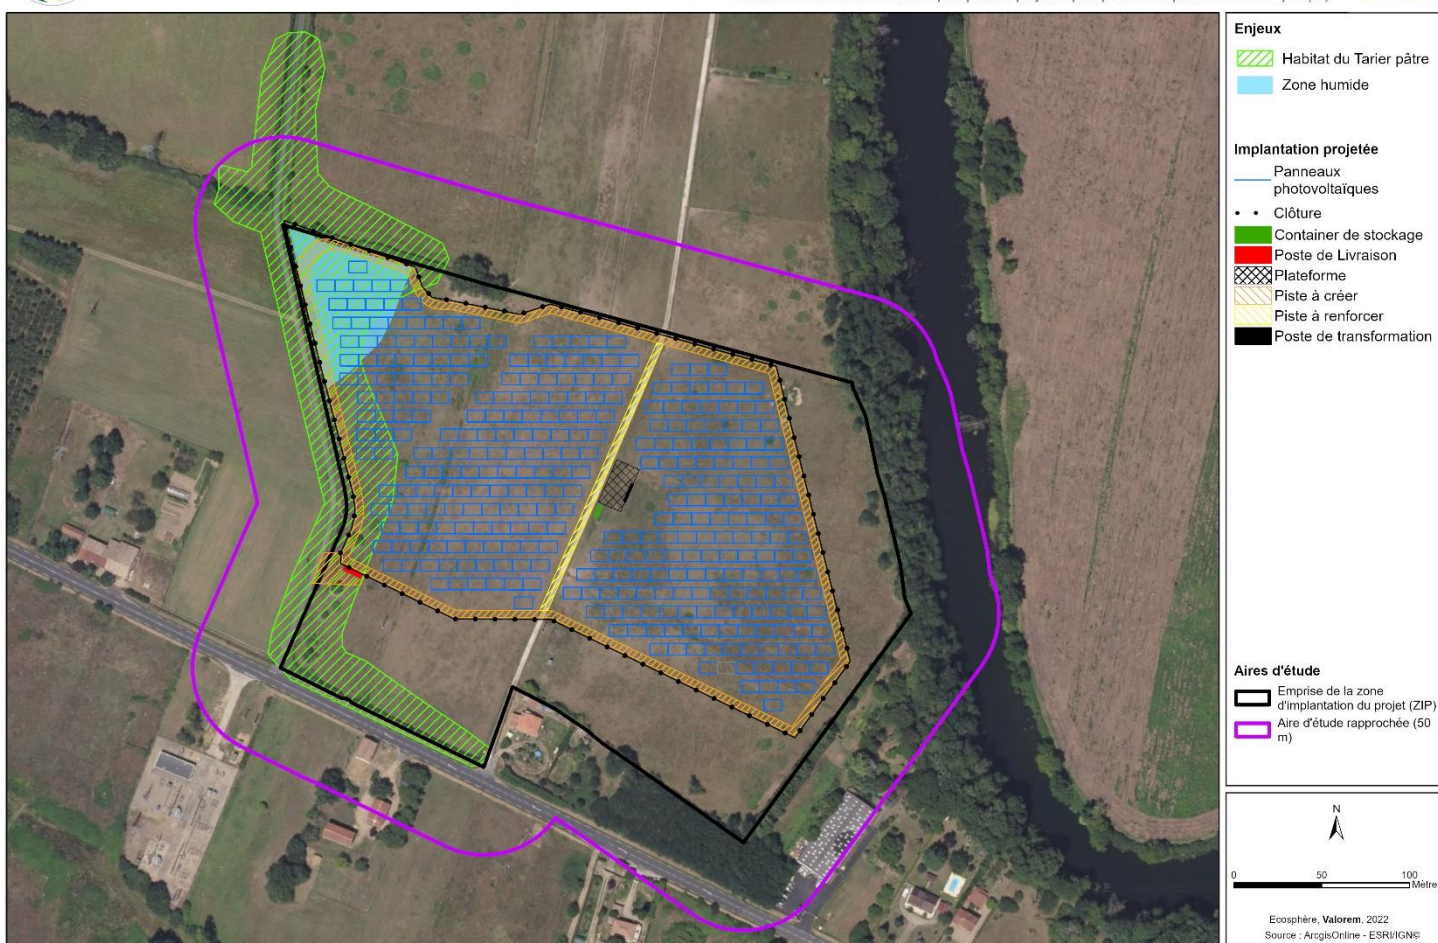 Enjeux
Habitat du Tarier pâtre
Zone humide
Implantation projetée
Panneaux
photovoltaïques
Clôture
Container de stockage
Poste de Livraison
Plateforme
Piste à créer
Piste à renforcer
Poste de transformation
Aires d'étude
Emprise de la zone
d'implantation du projet (ZIP)
Aire d'étude rapprochée (50
m)
N
0 50 100
Mètre
Ecosphère, Valorem, 2022
Source : ArcgisOnline - ESRI/IGN©